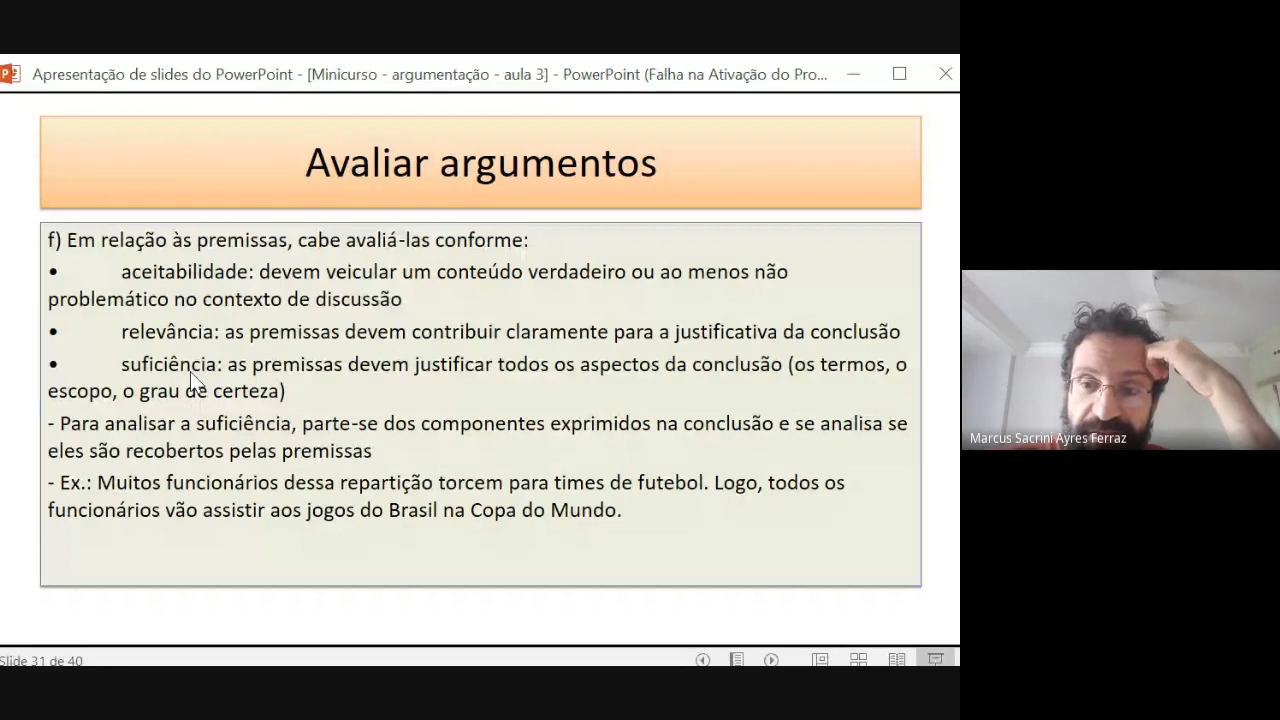 Apresentação de slides do PowerPoint - [Minicurso - argumentação - aula 3] - PowerPoint (Falha na Ativação do Pro...
Avaliar argumentos
f) Em relação às premissas, cabe avaliá-las conforme:
• aceitabilidade: devem veicular um conteúdo verdadeiro ou ao menos não
problemático no contexto de discussão
• relevância: as premissas devem contribuir claramente para a justificativa da conclusão
• suficiência: as premissas devem justificar todos os aspectos da conclusão (os termos, o
escopo, o grau de certeza)
- Para analisar a suficiência, parte-se dos componentes exprimidos na conclusão e se analisa se
eles são recobertos pelas premissas
- Ex.: Muitos funcionários dessa repartição torcem para times de futebol. Logo, todos os
funcionários vão assistir aos jogos do Brasil na Copa do Mundo.
Marcus Sacrini Ayres Ferraz
Slide 31 de 40